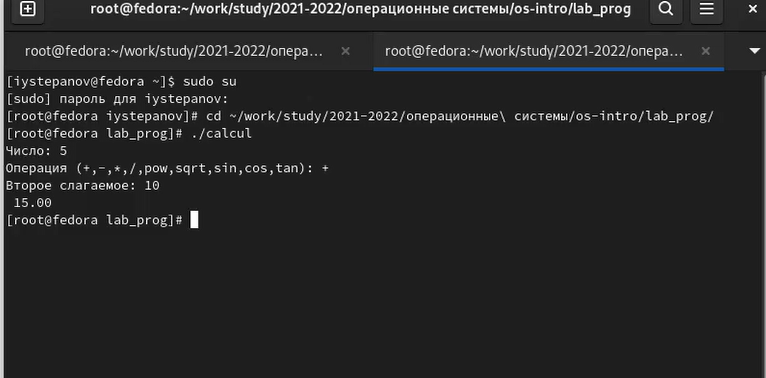 root@fedora:~/work/study/2021-2022/операционные системы/os-intro/lab_prog
root@fedora:~/work/study/2021-2022/опера... root@fedora:~/work/study/2021-2022/опера...
[iystepanov@fedora ~]$ sudo su
[sudo] пароль для iystepanov:
[root@fedora iystepanov]# cd ~/work/study/2021-2022/операционные\ системы/os-intro/lab_prog/
[root@fedora lab_prog]# ./calcul
Число: 5
Операция (+,-,*,/,pow,sqrt,sin,cos,tan): +
Второе слагаемое: 10
 15.00
[root@fedora lab_prog]#